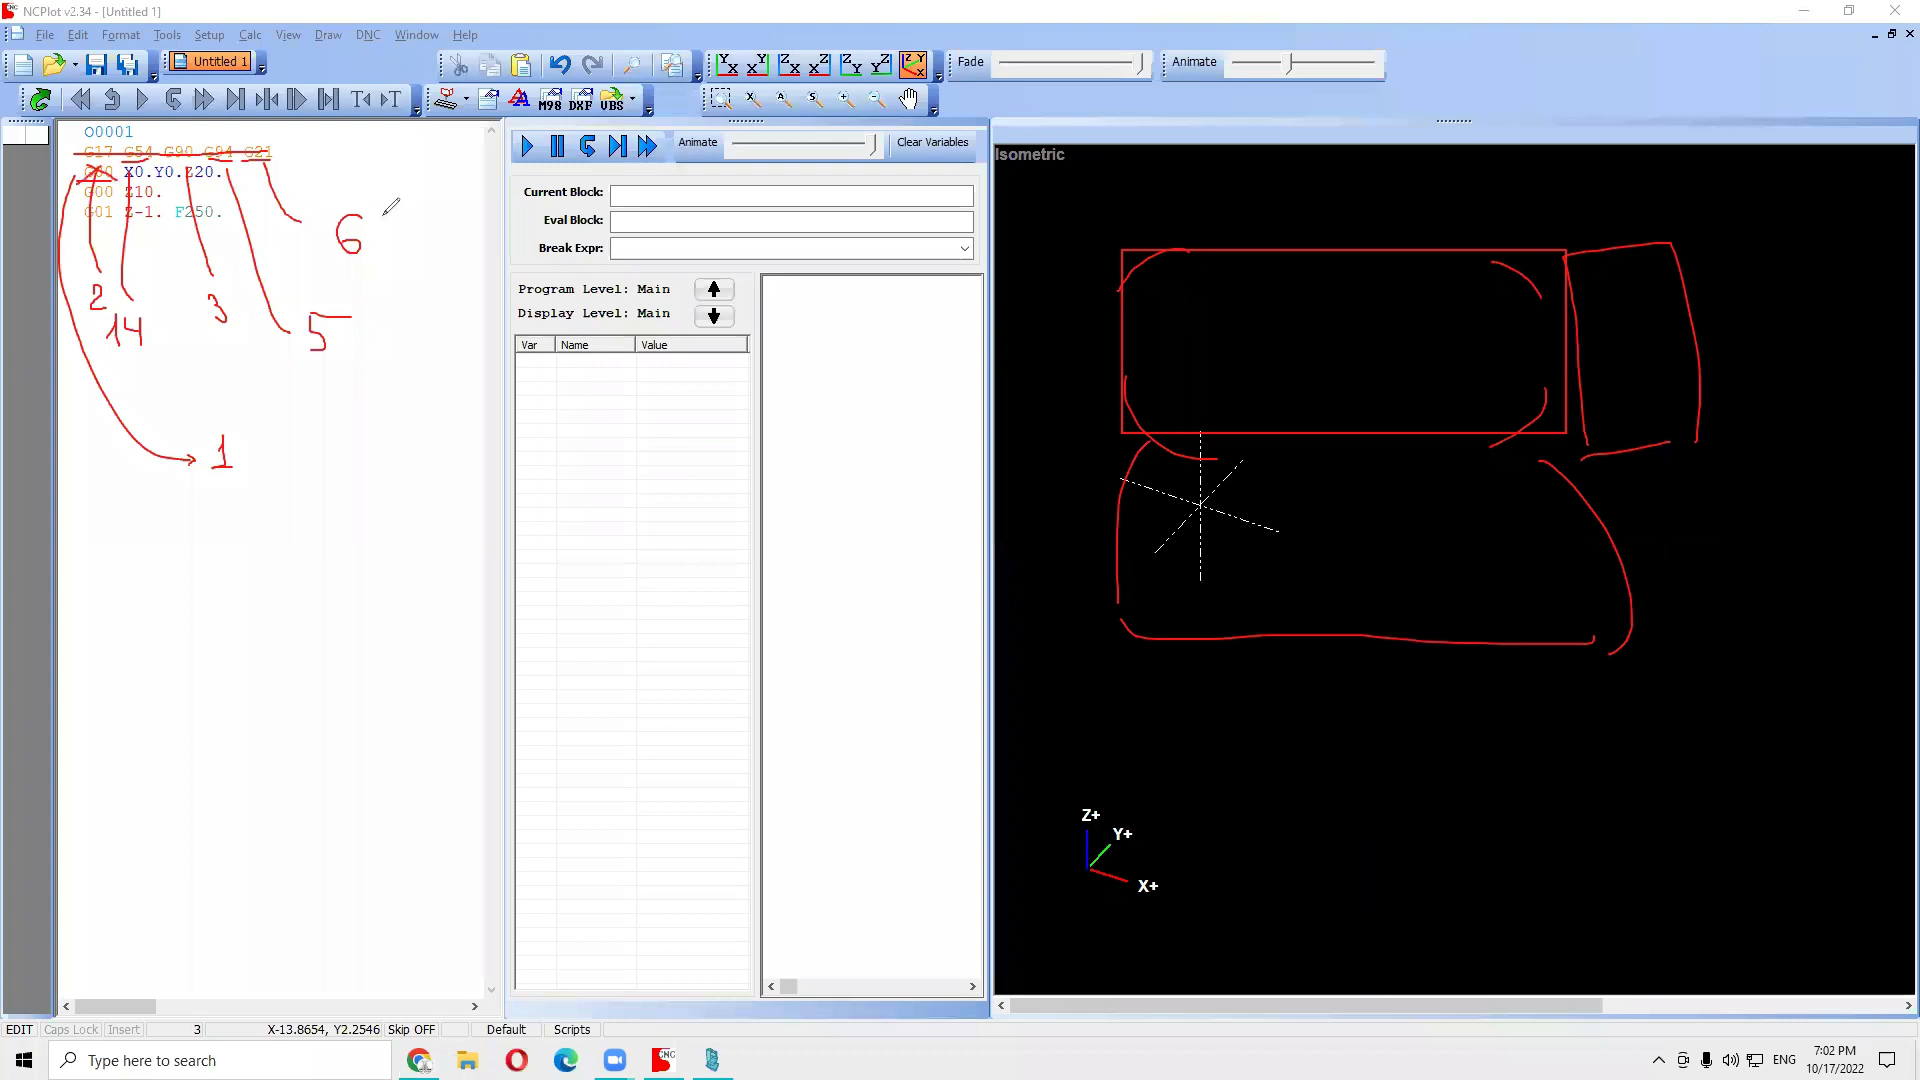 NCPlot v2.34 - [Untitled 1]
File Edit Format Tools Setup Calc View Draw DNC Window Help
Untitled 1
Fade
Animate
M98 DXF VBS
O0001
G17 G54 G90 G94 G21
G00 X0.Y0.Z20.
G00 Z10.
G01 Z-1. F250.
6
2
14
3
5
1
Animate
Clear Variables
Current Block:
Eval Block:
Break Expr:
Program Level: Main
Display Level: Main
Var Name Value
Isometric
Z+
Y+
X+
EDIT Caps Lock Insert 3 X-13.8654, Y2.2546 Skip OFF Default Scripts
Type here to search
ENG
7:02 PM
10/17/2022